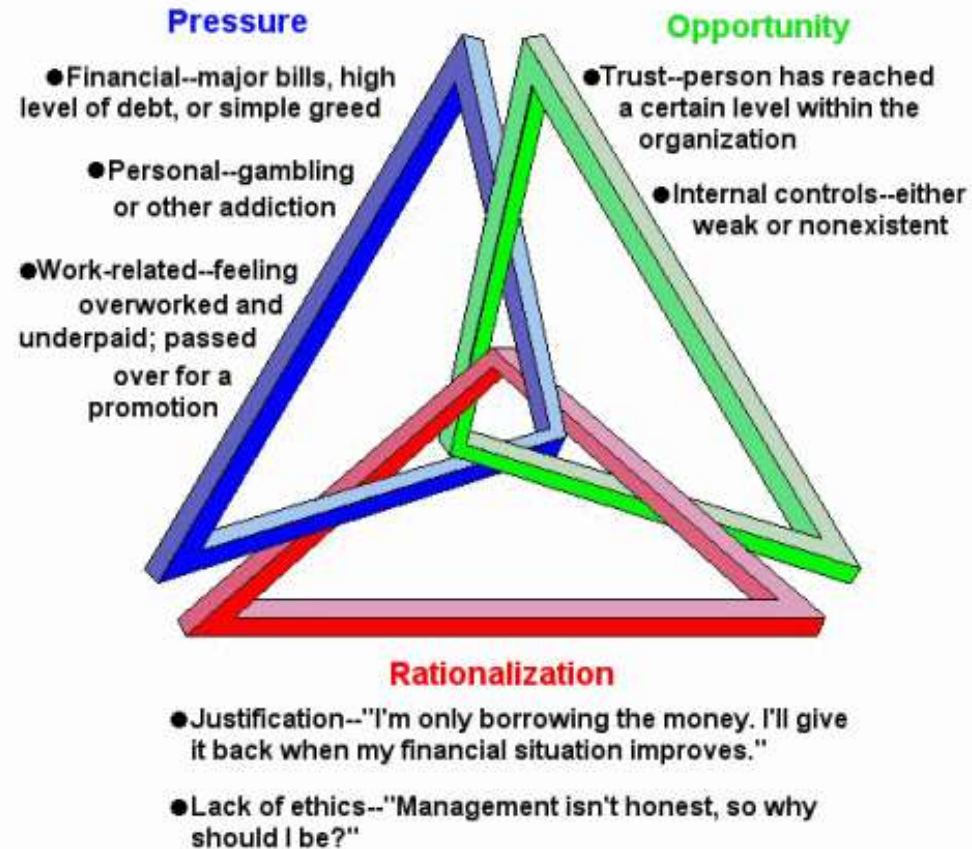 Pressure
●Financial--major bills, high
level of debt, or simple greed
●Personal--gambling
or other addiction
●Work-related--feeling
overworked and
underpaid; passed
over for a
promotion
Opportunity
●Trust--person has reached
a certain level within the
organization
●Internal controls--either
weak or nonexistent
Rationalization
●Justification--"I'm only borrowing the money. I'll give
it back when my financial situation improves."
●Lack of ethics--"Management isn't honest, so why
should I be?"